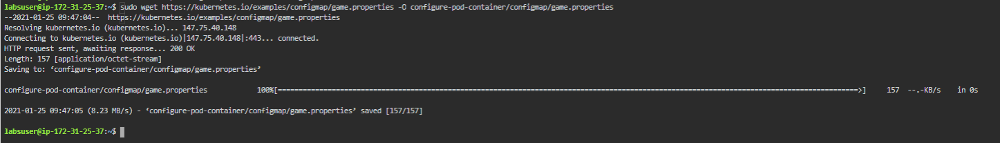 labsuser@ip-172-31-25-37:~$ sudo wget https://kubernetes.io/examples/configmap/game.properties -O configure-pod-container/configmap/game.properties
--2021-01-25 09:47:04--  https://kubernetes.io/examples/configmap/game.properties
Resolving kubernetes.io (kubernetes.io)... 147.75.40.148
Connecting to kubernetes.io (kubernetes.io)|147.75.40.148|:443... connected.
HTTP request sent, awaiting response... 200 OK
Length: 157 [application/octet-stream]
Saving to: ‘configure-pod-container/configmap/game.properties’
configure-pod-container/configmap/game.properties 100%[==================================================================================================================================================>] 157 --.-KB/s in 0s
2021-01-25 09:47:05 (8.23 MB/s) - ‘configure-pod-container/configmap/game.properties’ saved [157/157]
labsuser@ip-172-31-25-37:~$